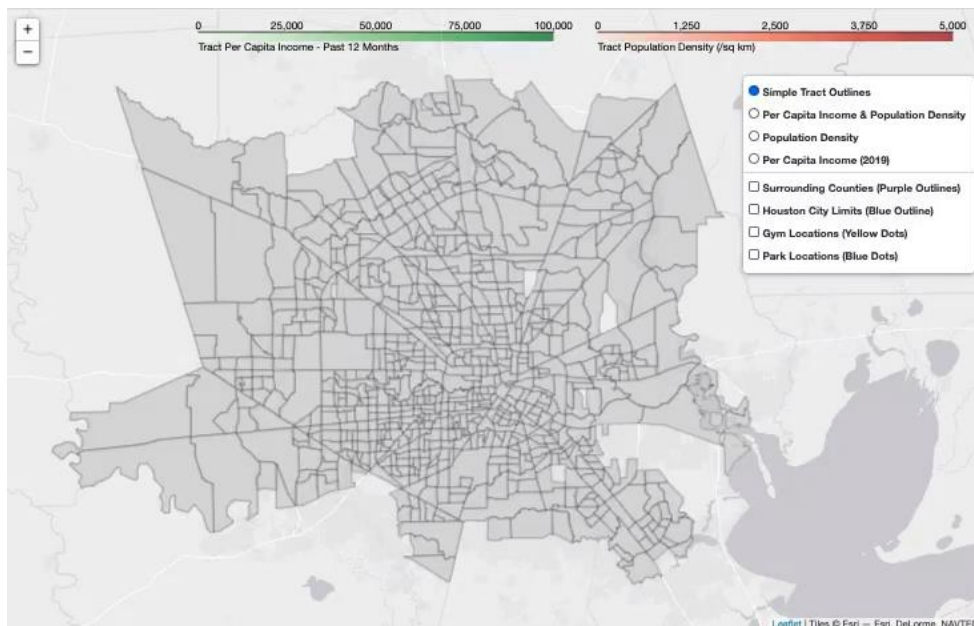 +
−
0 25,000 50,000 75,000 100,000
Tract Per Capita Income - Past 12 Months
0 1,250 2,500 3,750 5,000
Tract Population Density (/sq km)
Simple Tract Outlines
Per Capita Income & Population Density
Population Density
Per Capita Income (2019)
Surrounding Counties (Purple Outlines)
Houston City Limits (Blue Outline)
Gym Locations (Yellow Dots)
Park Locations (Blue Dots)
Leaflet | Tiles © Esri — Esri, DeLorme, NAVTEQ